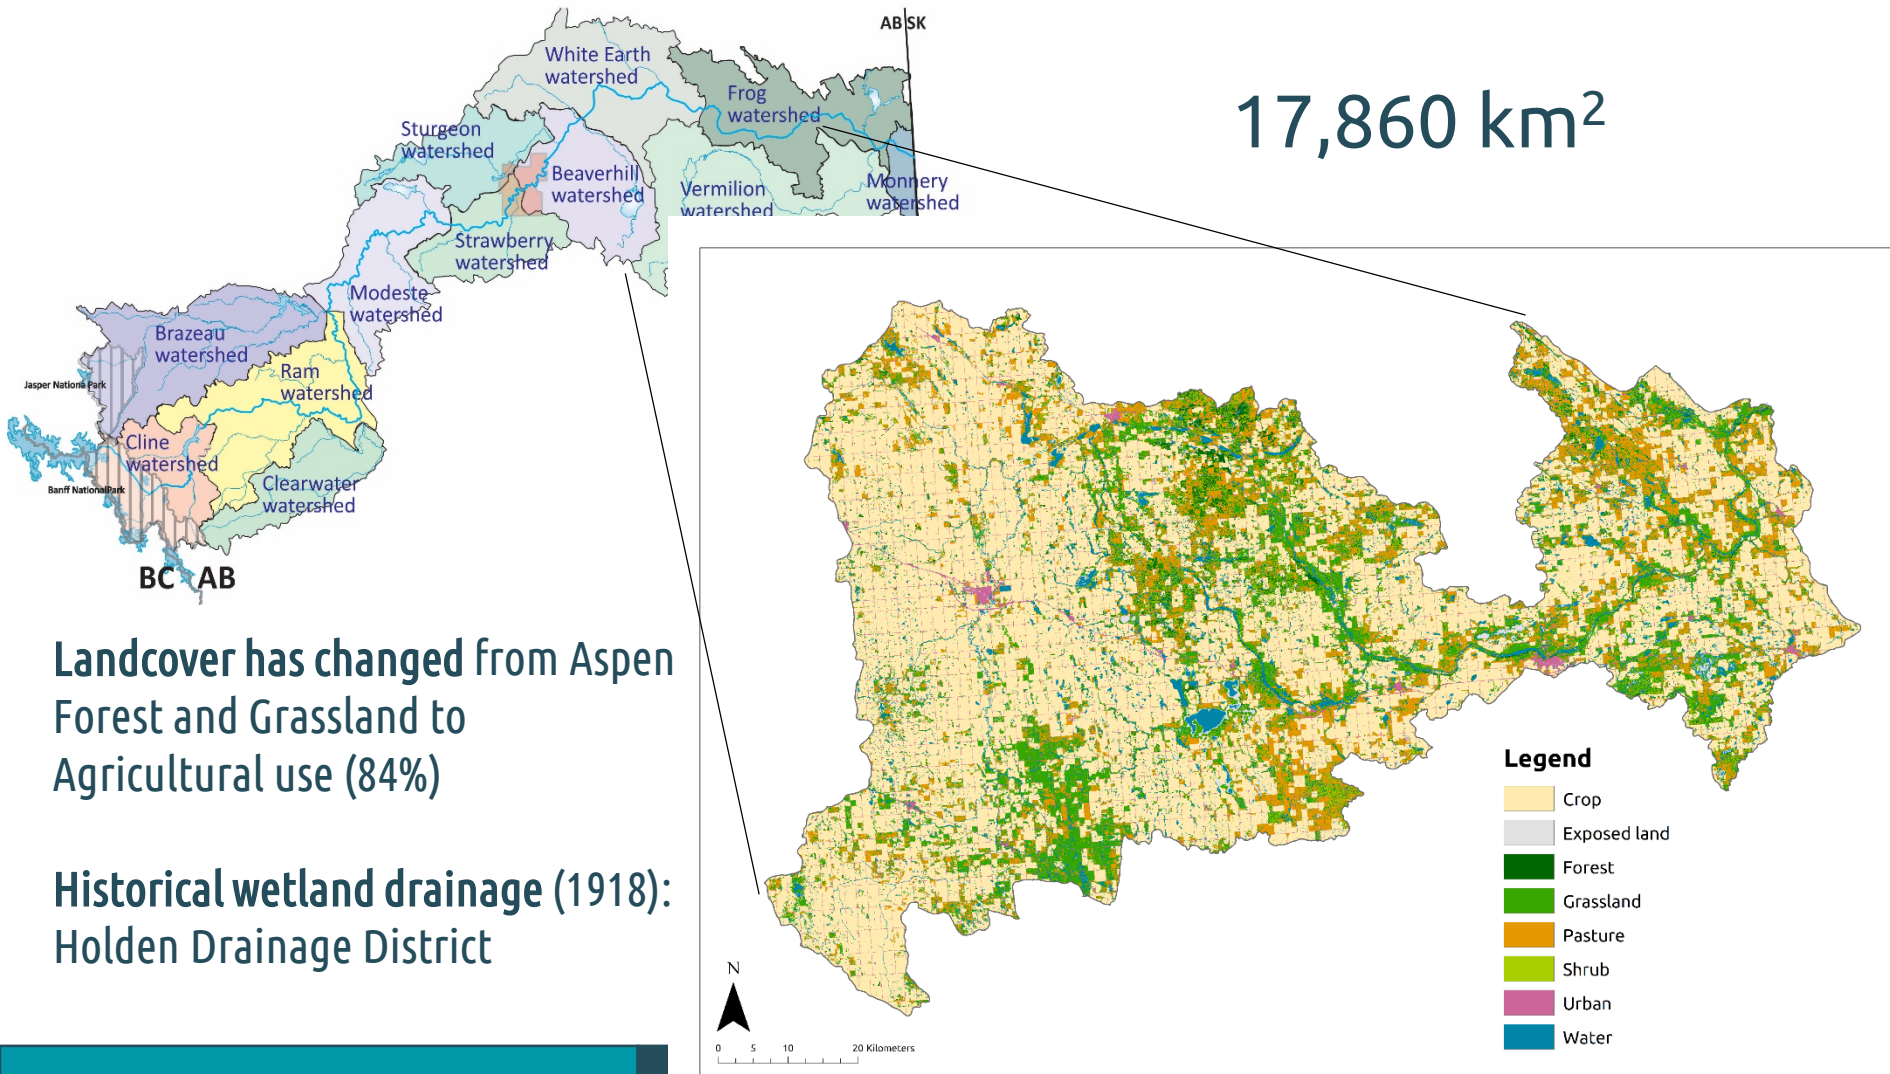 AB SK
White Earth
watershed
Frog
watershed
Sturgeon
watershed
Beaverhill
watershed
Vermilion
watershed
Monnery
watershed
Strawberry
watershed
Modeste
watershed
Brazeau
watershed
Ram
watershed
Jasper Nationa Park
Cline
watershed
Banff NationalPark
Clearwater
watershed
BC AB
17,860 km²
Landcover has changed from Aspen
Forest and Grassland to
Agricultural use (84%)
Historical wetland drainage (1918):
Holden Drainage District
Legend
Crop
Exposed land
Forest
Grassland
Pasture
Shrub
Urban
Water
N
0 5 10 20 Kilometers